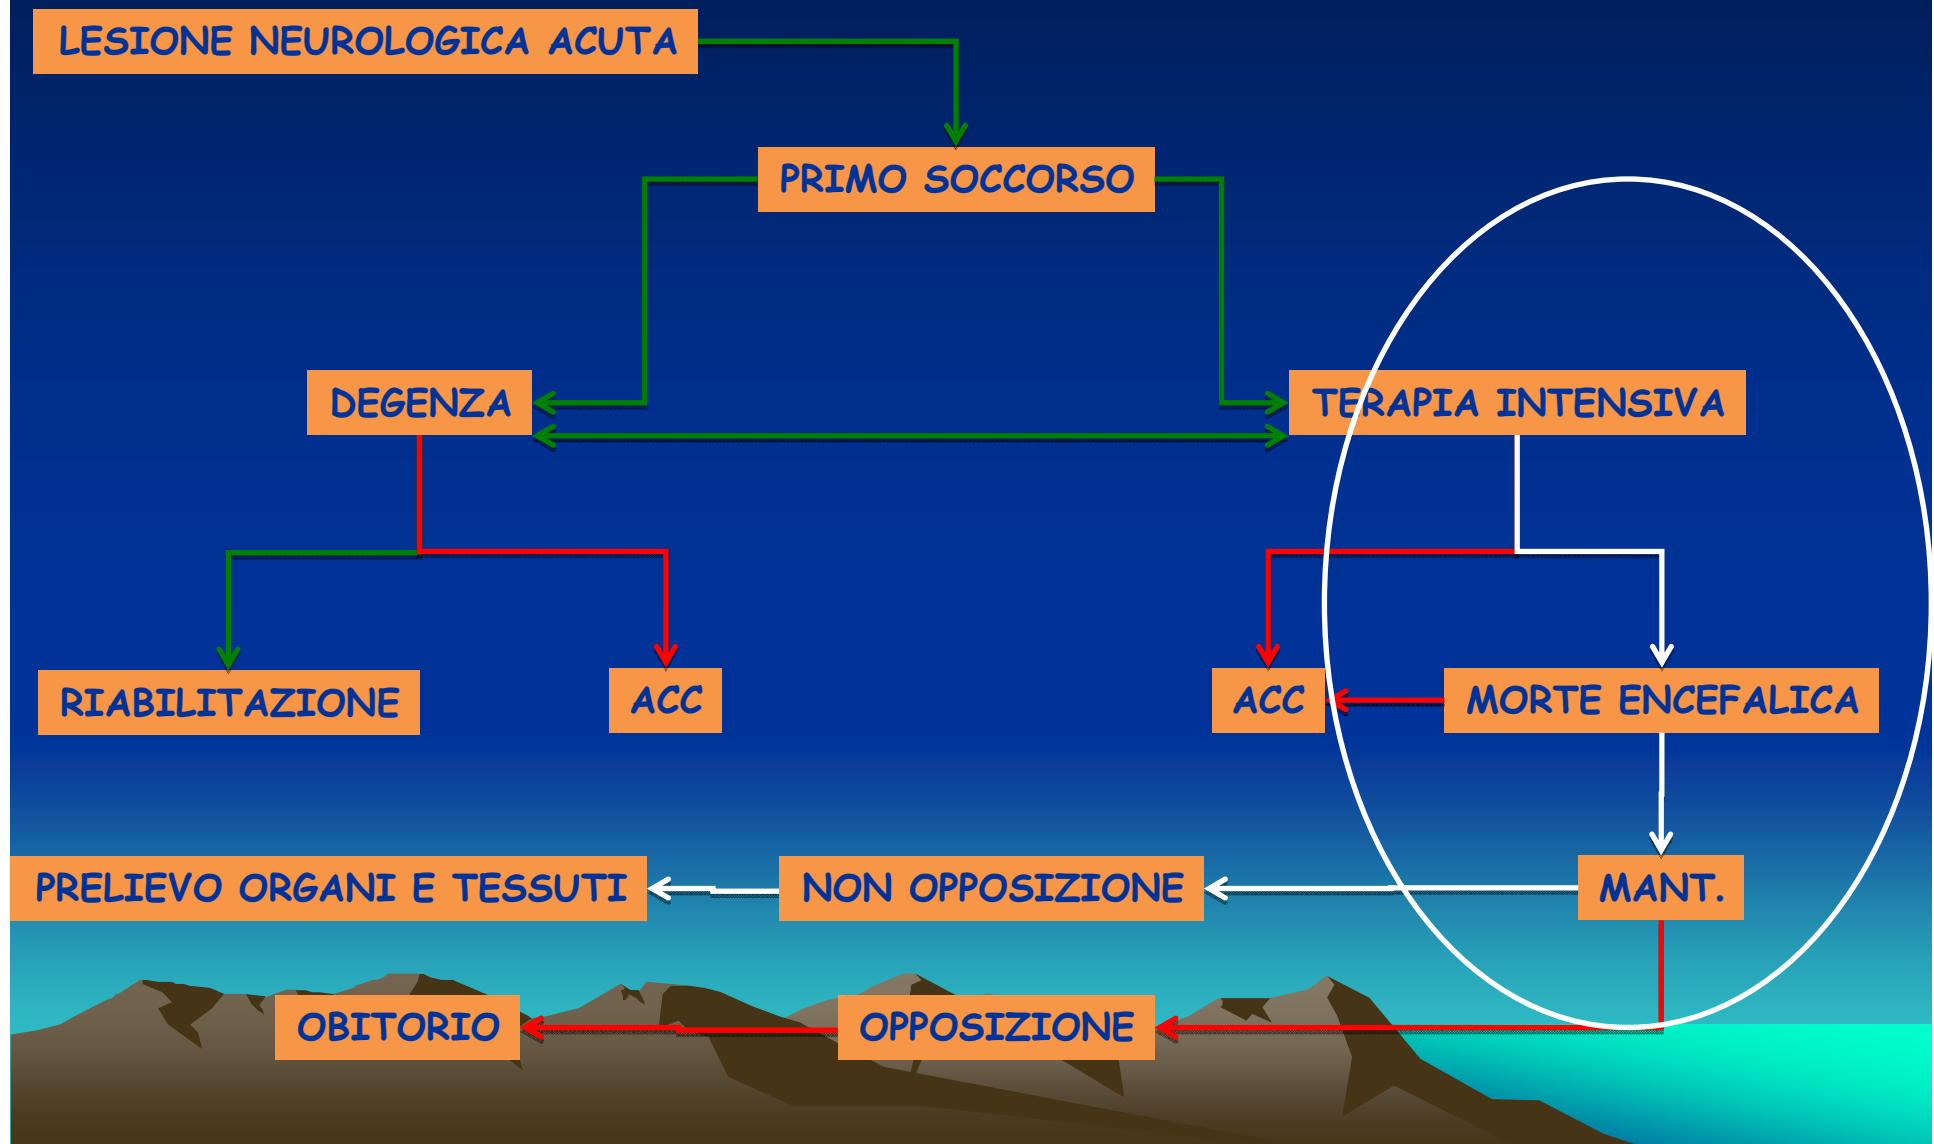 LESIONE NEUROLOGICA ACUTA
PRIMO SOCCORSO
DEGENZA
TERAPIA INTENSIVA
RIABILITAZIONE
ACC
ACC
MORTE ENCEFALICA
PRELIEVO ORGANI E TESSUTI
NON OPPOSIZIONE
MANT.
OBITORIO
OPPOSIZIONE